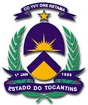 CO YVY ORE RETAMA
1º JAN 1989
ESTADO DO TOCANTINS